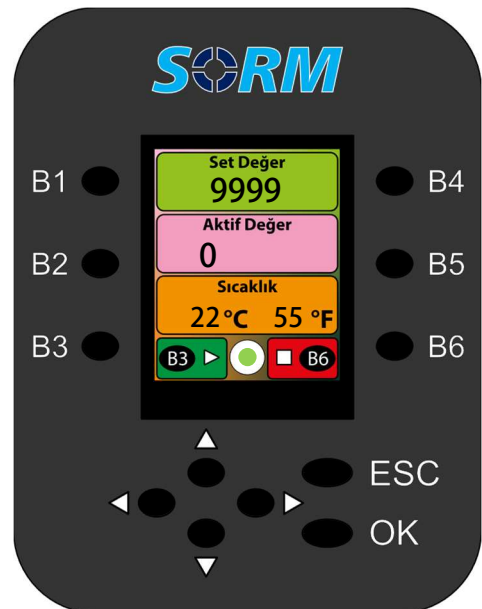 SORM
B1
B4
Set Değer
9999
B2
B5
Aktif Değer
0
B3
B6
Sıcaklık
22 °C 55 °F
B3 B6
ESC
OK